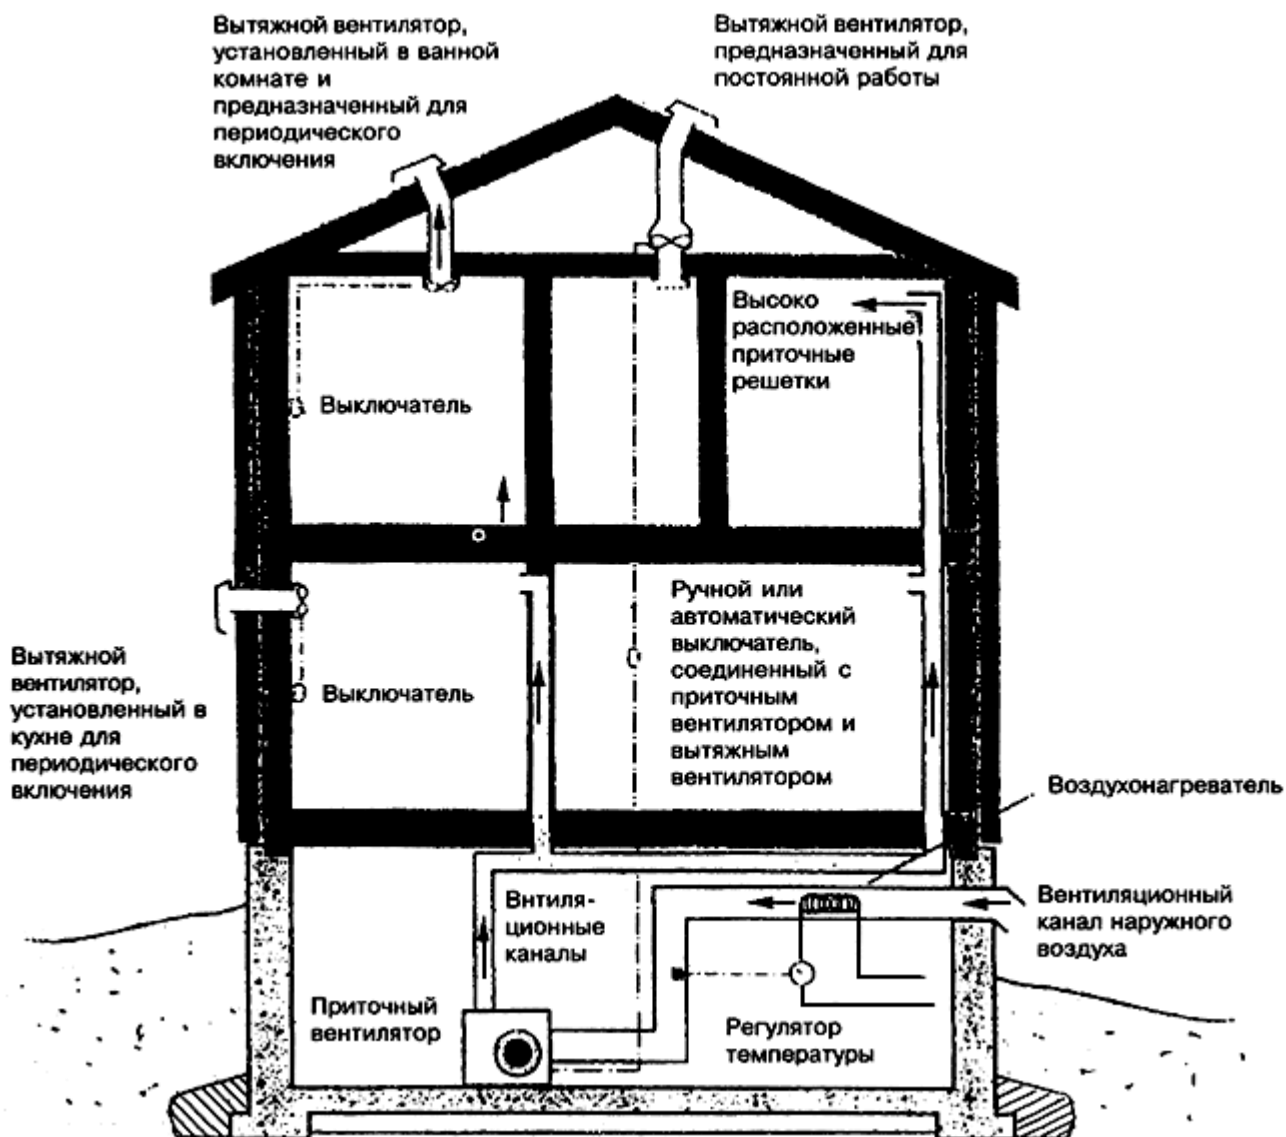 Вытяжной вентилятор,
установленный в ванной
комнате и
предназначенный для
периодического
включения
Вытяжной вентилятор,
предназначенный для
постоянной работы
Высоко
расположенные
приточные
решетки
Выключатель
Ручной или
автоматический
выключатель,
соединенный с
приточным
вентилятором и
вытяжным
вентилятором
Вытяжной
вентилятор,
установленный в
кухне для
периодического
включения
Выключатель
Воздухонагреватель
Внтиля-
ционные
каналы
Вентиляционный
канал наружного
воздуха
Приточный
вентилятор
Регулятор
температуры